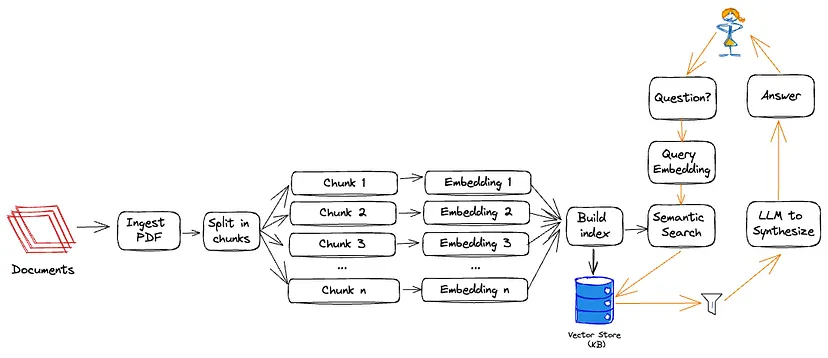 Documents
Ingest
PDF
Split in
chunks
Chunk 1
Embedding 1
Chunk 2
Embedding 2
Chunk 3
Embedding 3
...
...
Chunk n
Embedding n
Build
index
Vector Store
(KB)
Question?
Query
Embedding
Semantic
Search
LLM to
Synthesize
Answer